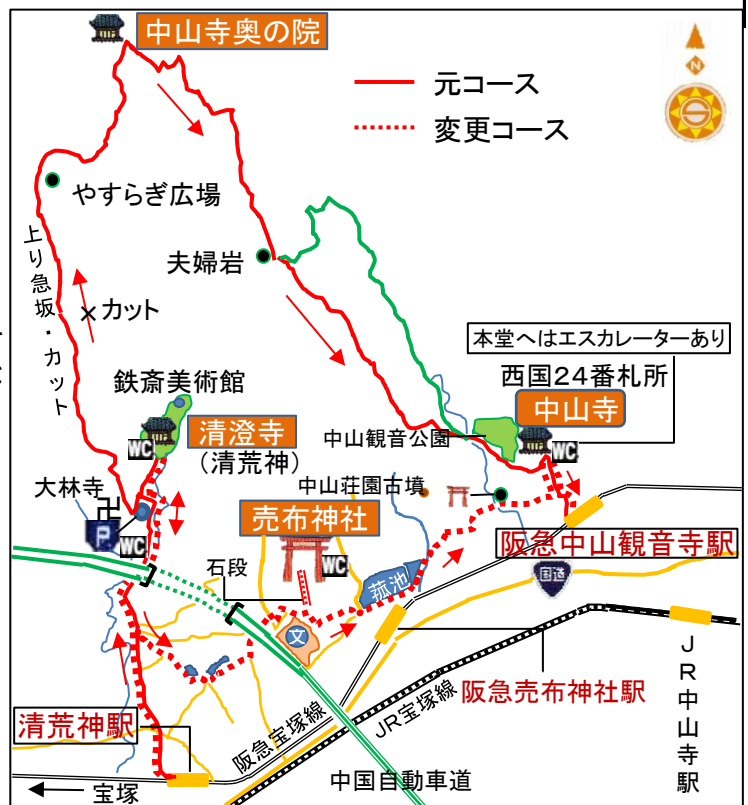 中山寺奥の院
元コース
変更コース
N
S
やすらぎ広場
上り急坂・カット
×カット
夫婦岩
本堂へはエスカレーターあり
西国24番札所
中山寺
WC
鉄斎美術館
清澄寺
(清荒神)
WC
中山観音公園
中山荘園古墳
大林寺
卍
P
WC
売布神社
WC
石段
菰池
文
阪急中山観音寺駅
国道
阪急売布神社駅
JR中山寺駅
清荒神駅
阪急宝塚線
JR宝塚線
中国自動車道
宝塚